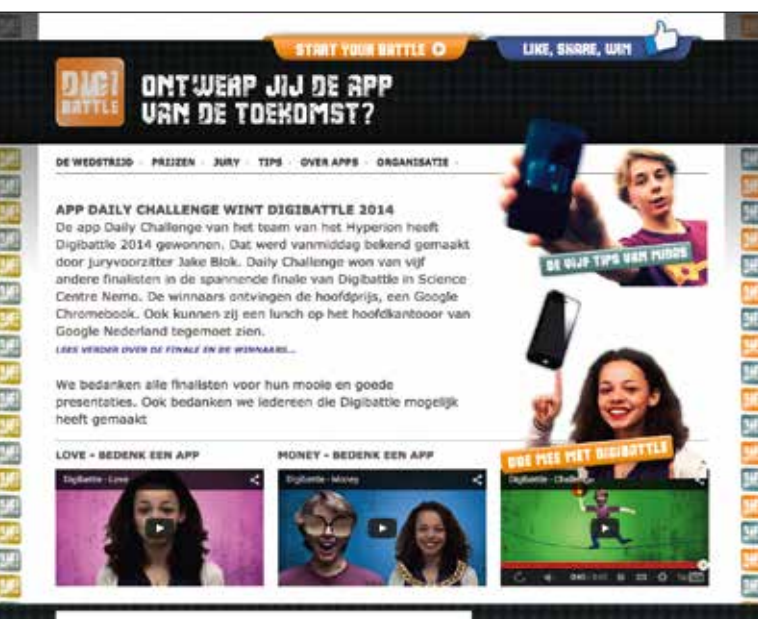 START YOUR BATTLE
LIKE, SHARE, WIN
DIGI
BATTLE
ONTWERP JIJ DE APP
VAN DE TOEKOMST?
DE WEDSTRIJD - PRIJZEN - JURY - TIPS - OVER APPS - ORGANISATIE -
APP DAILY CHALLENGE WINT DIGIBATTLE 2014
De app Daily Challenge van het team van het Hyperion heeft
Digibattle 2014 gewonnen. Dat werd vanmiddag bekend gemaakt
door juryvoorzitter Jake Blok. Daily Challenge won van vijf
andere finalisten in de spannende finale van Digibattle in Science
Centre Nemo. De winnaars ontvingen de hoofdprijs, een Google
Chromebook. Ook kunnen zij een lunch op het hoofdkantooor van
Google Nederland tegemoet zien.
LEES VERDER OVER DE FINALE EN DE WINNAARS...
DE VIJF TIPS VAN MIDAS
We bedanken alle finalisten voor hun mooie en goede
presentaties. Ook bedanken we iedereen die Digibattle mogelijk
heeft gemaakt
DOE MEE MET DIGIBATTLE
LOVE - BEDENK EEN APP
MONEY - BEDENK EEN APP
Digibattle - Love
Digibattle - Money
Digibattle - Challenge